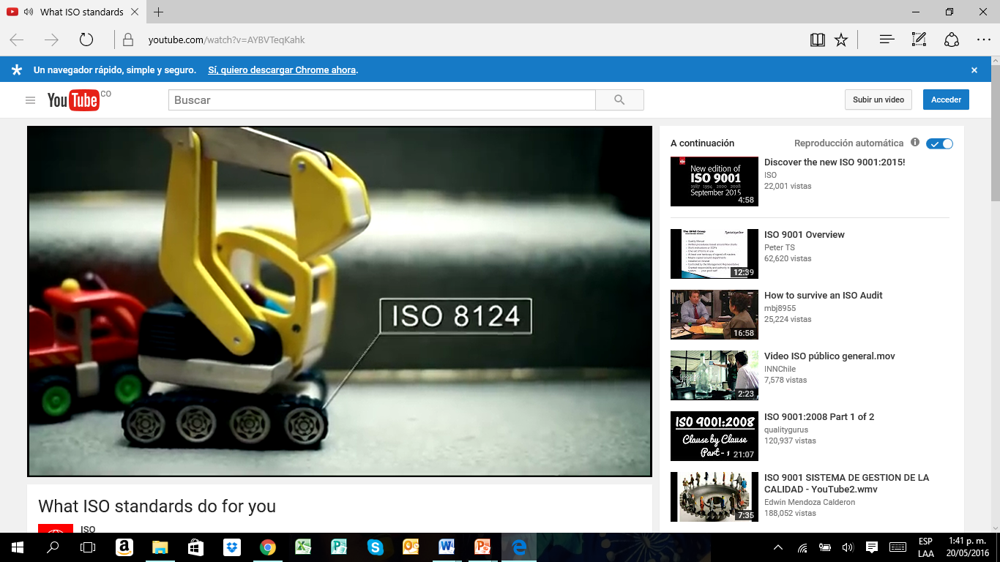 What ISO standards
youtube.com/watch?v=AYBVTeqKahk
Un navegador rápido, simple y seguro. Sí, quiero descargar Chrome ahora.
YouTube CO
Buscar
Subir un video
Acceder
ISO 8124
What ISO standards do for you
ISO
A continuación
Reproducción automática
New edition of
ISO 9001
1987 1994 2000 2008
September 2015
4:58
Discover the new ISO 9001:2015!
ISO
22,001 vistas
12:39
ISO 9001 Overview
Peter TS
62,620 vistas
16:58
How to survive an ISO Audit
mbj8955
25,224 vistas
2:23
Video ISO público general.mov
INNChile
7,578 vistas
ISO 9001:2008
Clause by Clause
Part - 1
21:07
ISO 9001:2008 Part 1 of 2
qualitygurus
120,937 vistas
7:35
ISO 9001 SISTEMA DE GESTION DE LA
CALIDAD - YouTube2.wmv
Edwin Mendoza Calderon
188,052 vistas
ESP
LAA
1:41 p. m.
20/05/2016